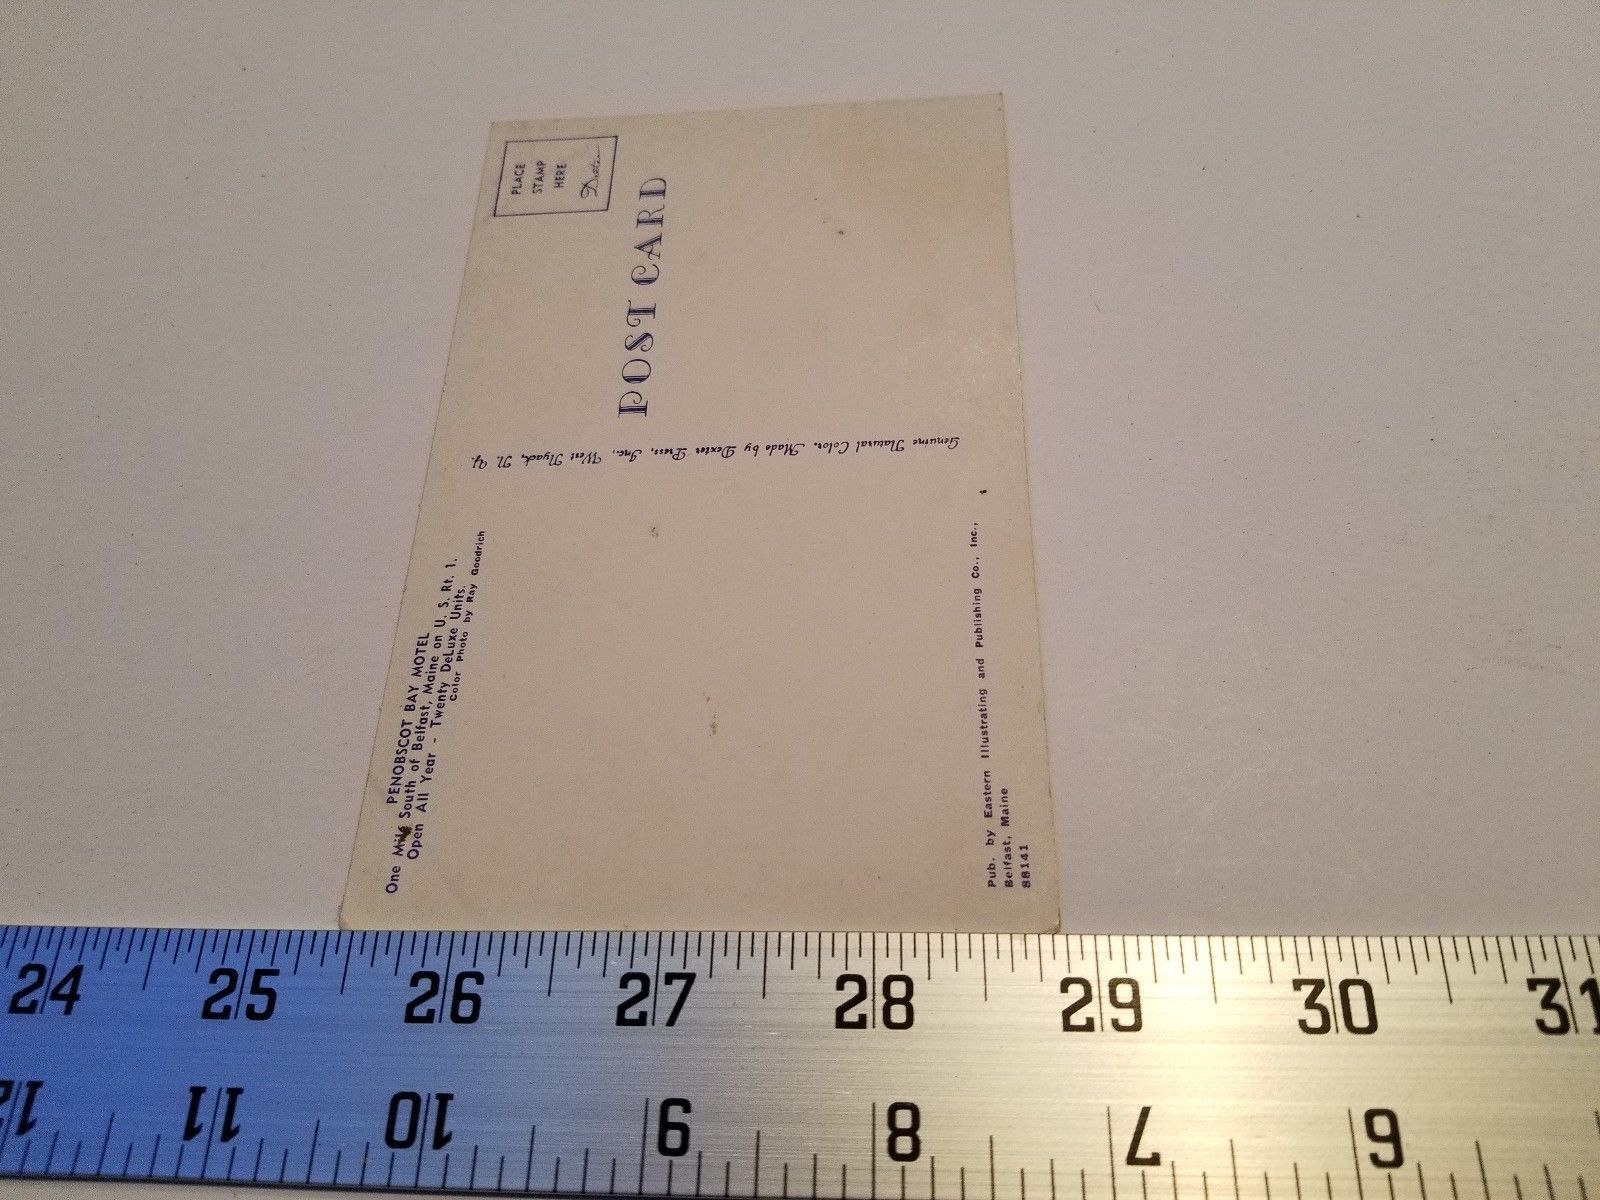 PENOBSCOT BAY MOTEL
One Mile South of Belfast, Maine on U. S. Rt. 1.
Open All Year - Twenty DeLuxe Units.
Color Photo by Ray Goodrich
PLACE
STAMP
HERE
Dexter
POST CARD
Genuine Natural Color. Made by Dexter Press, Inc., West Nyack, N. Y.
Pub. by Eastern Illustrating and Publishing Co., Inc.,
Belfast, Maine
88141
24 25 26 27 28 29 30 31
12 11 10 9 8 7 6